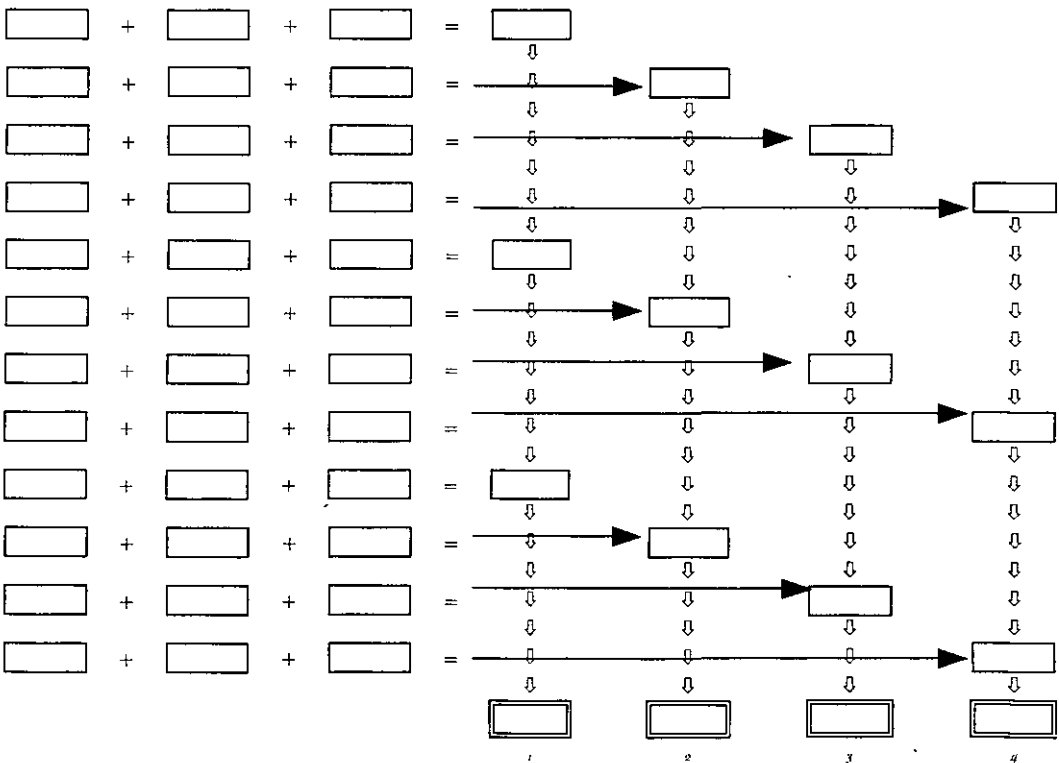 + + =
+ + =
+ + =
+ + =
+ + =
+ + =
+ + =
+ + =
+ + =
+ + =
+ + =
+ + =
1 2 3 4